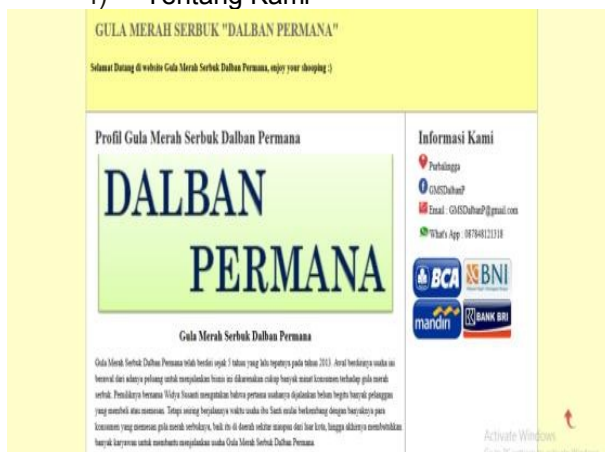 1) Tentang Kami
GULA MERAH SERBUK "DALBAN PERMANA"
Selamat Datang di website Gula Merah Serbuk Dalban Permana, enjoy your shooping :)
Profil Gula Merah Serbuk Dalban Permana
DALBAN
PERMANA
Gula Merah Serbuk Dalban Permana
Gula Merah Serbuk Dalban Permana telah berdiri sejak 5 tahun yang lalu tepatnya pada tahun 2013. Awal berdirinya usaha ini
berawal dari adanya peluang untuk menjalankan bisnis ini dikarenakan cukup banyak minat konsumen terhadap gula merah
serbuk. Pemiliknya bernama Widya Susanti mengatakan bahwa pertama usahanya dijalankan belum begitu banyak pelanggan
yang membeli atau memesan. Tetapi seiring berjalannya waktu usaha ibu Santi mulai berkembang dengan banyaknya para
konsumen yang memesan gula merah serbuknya, baik itu di daerah sekitar maupun dari luar kota, hingga akhirnya membutuhkan
banyak karyawan untuk membantu menjalankan usaha Gula Merah Serbuk Dalban Permana.
Informasi Kami
Purbalingga
GMSDalbanP
Email : GMSDalbanP@gmail.com
What's App : 087848121318
BCA
BNI
mandiri
BANK BRI
Activate Windows